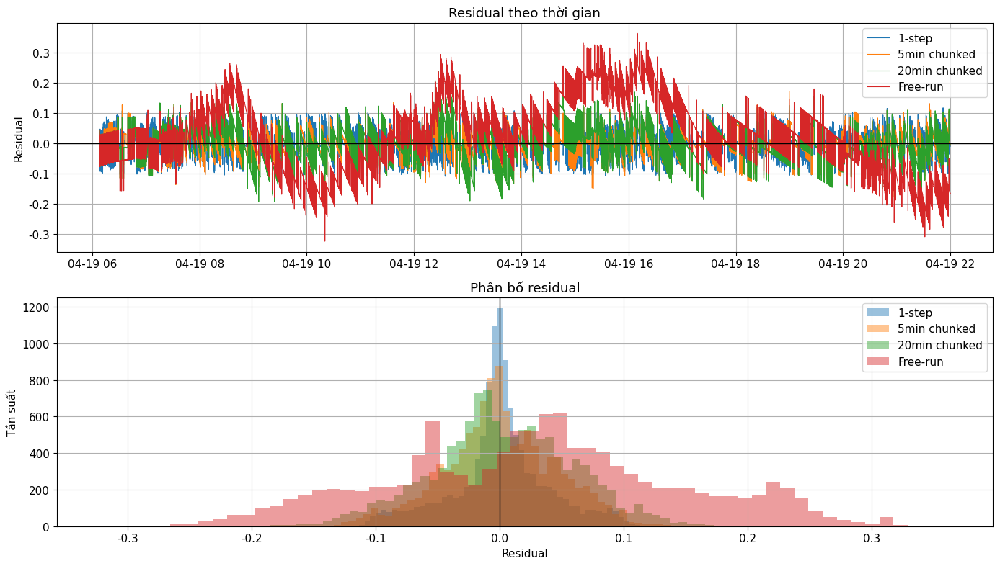 Residual theo thời gian
1-step
5min chunked
20min chunked
Free-run
Residual
0.3
0.2
0.1
0.0
-0.1
-0.2
-0.3
04-19 06
04-19 08
04-19 10
04-19 12
04-19 14
04-19 16
04-19 18
04-19 20
04-19 22
Phân bố residual
1-step
5min chunked
20min chunked
Free-run
Tần suất
1200
1000
800
600
400
200
0
-0.3
-0.2
-0.1
0.0
0.1
0.2
0.3
Residual